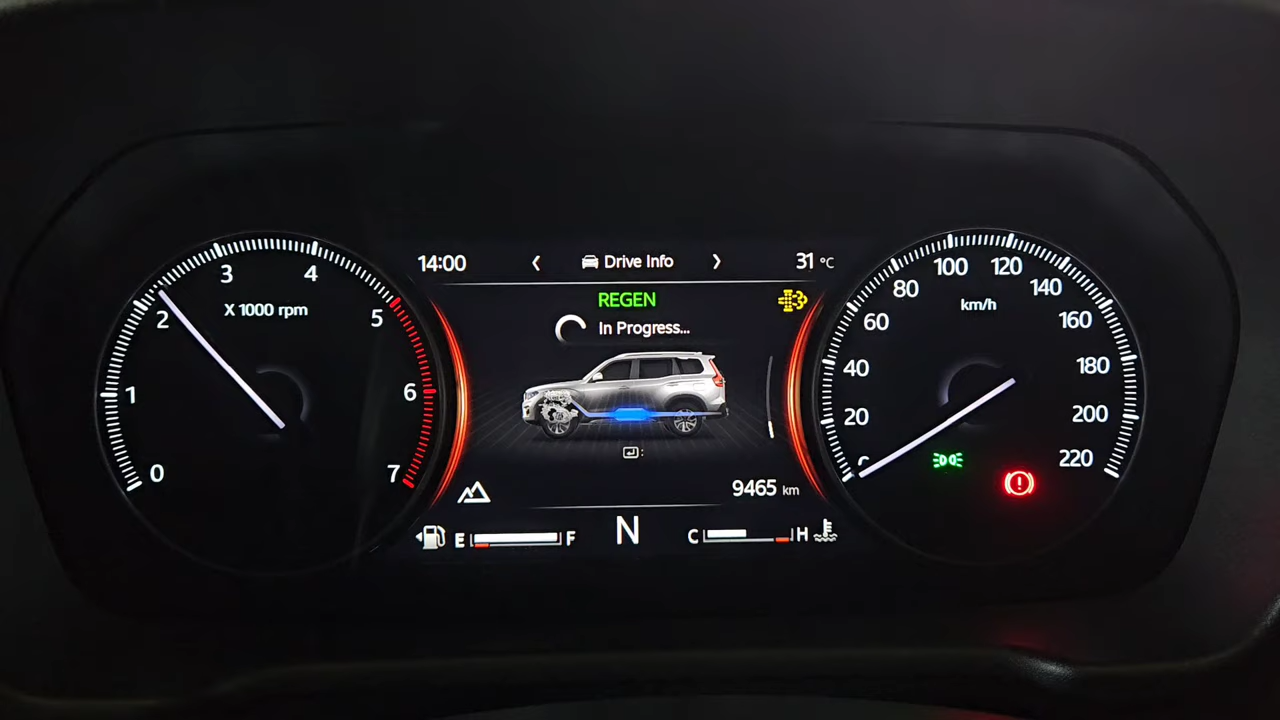 14:00
Drive Info
31 °C
REGEN
In Progress...
:
9465 km
E
F
N
C
H
0
1
2
3
4
5
6
7
X 1000 rpm
0
20
40
60
80
100
120
140
160
180
200
220
km/h